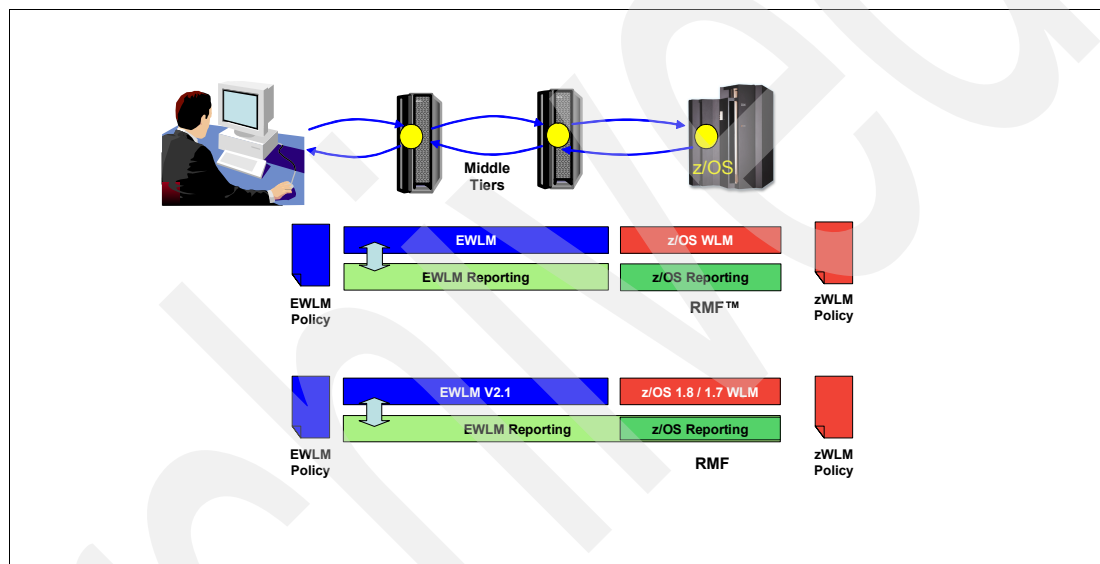 z/OS
Middle
Tiers
EWLM
z/OS WLM
EWLM Reporting
z/OS Reporting
EWLM
Policy
RMF™
zWLM
Policy
EWLM V2.1
z/OS 1.8 / 1.7 WLM
EWLM Reporting
z/OS Reporting
EWLM
Policy
RMF
zWLM
Policy